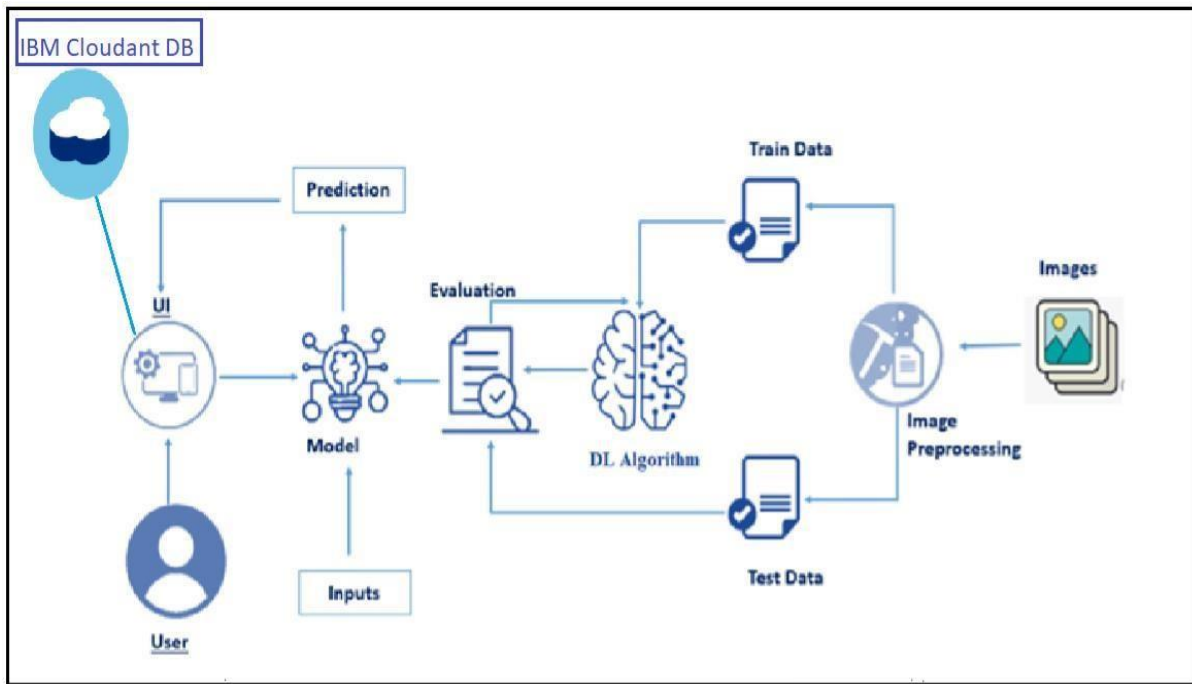 IBM Cloudant DB
Train Data
Prediction
Images
Evaluation
UI
Image
Preprocessing
Model
DL Algorithm
Test Data
Inputs
User